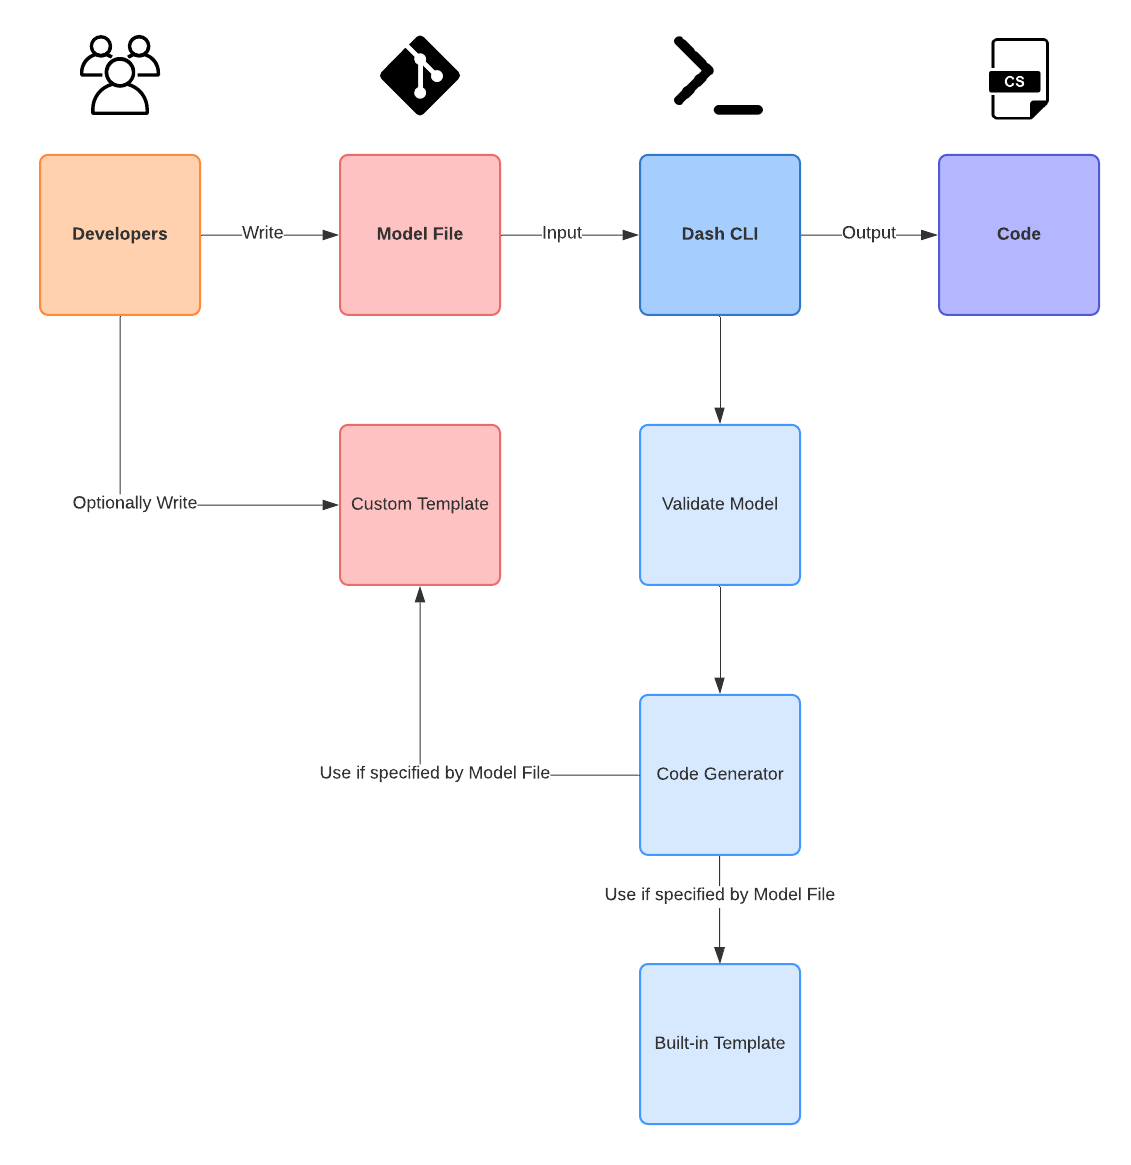 CS
Developers
Write
Model File
Input
Dash CLI
Output
Code
Optionally Write
Custom Template
Validate Model
Use if specified by Model File
Code Generator
Use if specified by Model File
Built-in Template